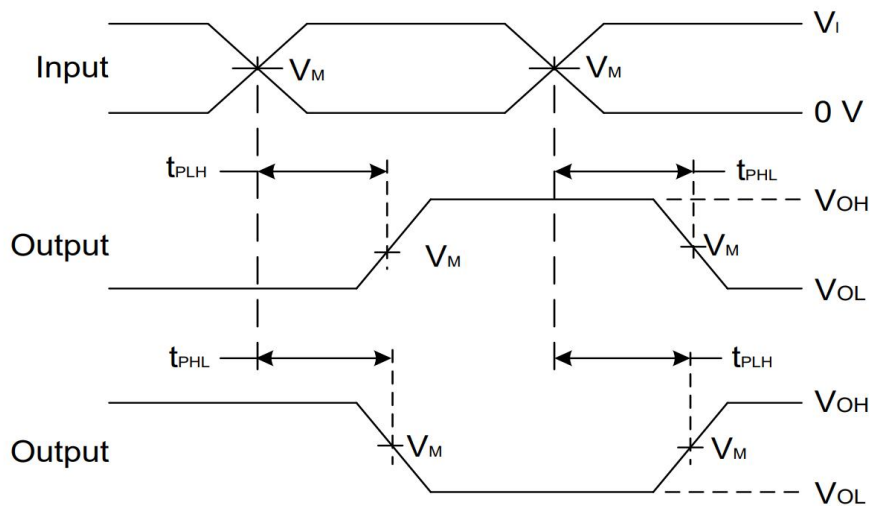 Input
VM
VM
VI
0 V
tPLH
tPHL
Output
VM
VM
VOH
VOL
tPHL
tPLH
Output
VM
VM
VOH
VOL